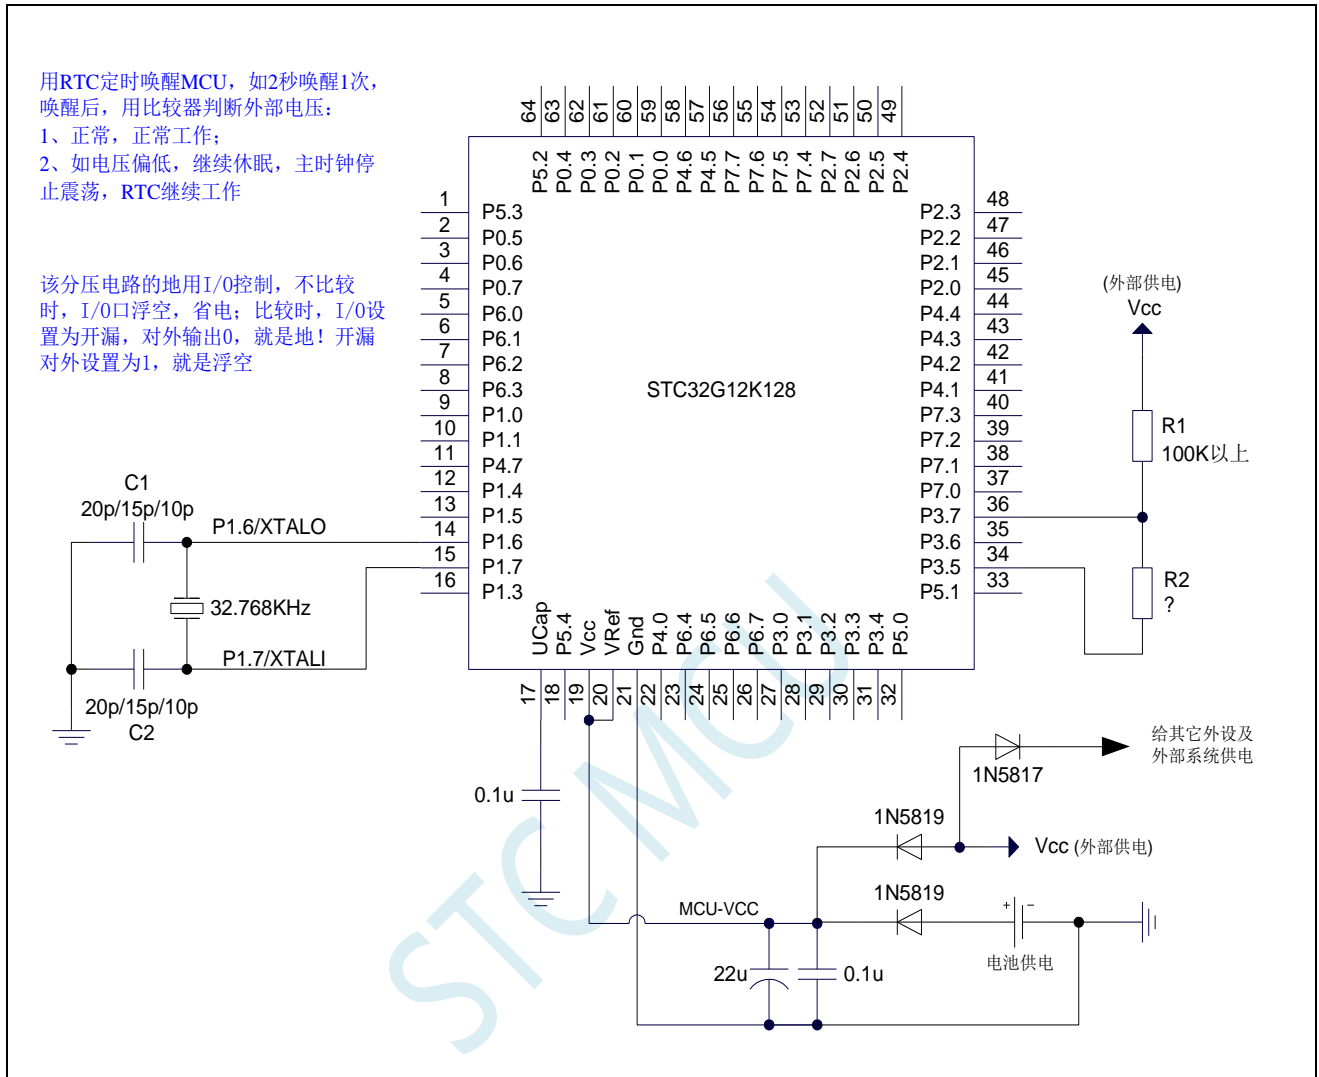 用RTC定时唤醒MCU，如2秒唤醒1次，
唤醒后，用比较器判断外部电压：
1、正常，正常工作；
2、如电压偏低，继续休眠，主时钟停
止震荡，RTC继续工作
该分压电路的地用I/O控制，不比较
时，I/O口浮空，省电；比较时，I/O设
置为开漏，对外输出0，就是地！开漏
对外设置为1，就是浮空
64 63 62 61 60 59 58 57 56 55 54 53 52 51 50 49
P5.2 P0.4 P0.3 P0.2 P0.1 P0.0 P4.6 P4.5 P7.7 P7.6 P7.5 P7.4 P2.7 P2.6 P2.5 P2.4
1 P5.3
2 P0.5
3 P0.6
4 P0.7
5 P6.0
6 P6.1
7 P6.2
8 P6.3
9 P1.0
10 P1.1
11 P4.7
12 P1.4
13 P1.5
14 P1.6
15 P1.7
16 P1.3
STC32G12K128
P2.3 48
P2.2 47
P2.1 46
P2.0 45
P4.4 44
P4.3 43
P4.2 42
P4.1 41
P7.3 40
P7.2 39
P7.1 38
P7.0 37
P3.7 36
P3.6 35
P3.5 34
P5.1 33
UCap P5.4 Vcc VRef Gnd P4.0 P6.4 P6.5 P6.6 P6.7 P3.0 P3.1 P3.2 P3.3 P3.4 P5.0
17 18 19 20 21 22 23 24 25 26 27 28 29 30 31 32
(外部供电)
Vcc
R1
100K以上
R2
?
C1
20p/15p/10p
P1.6/XTALO
32.768KHz
P1.7/XTALI
20p/15p/10p
C2
0.1u
1N5817
给其它外设及
外部系统供电
1N5819
Vcc (外部供电)
1N5819
MCU-VCC
+ −
电池供电
22u
0.1u
STC MCU